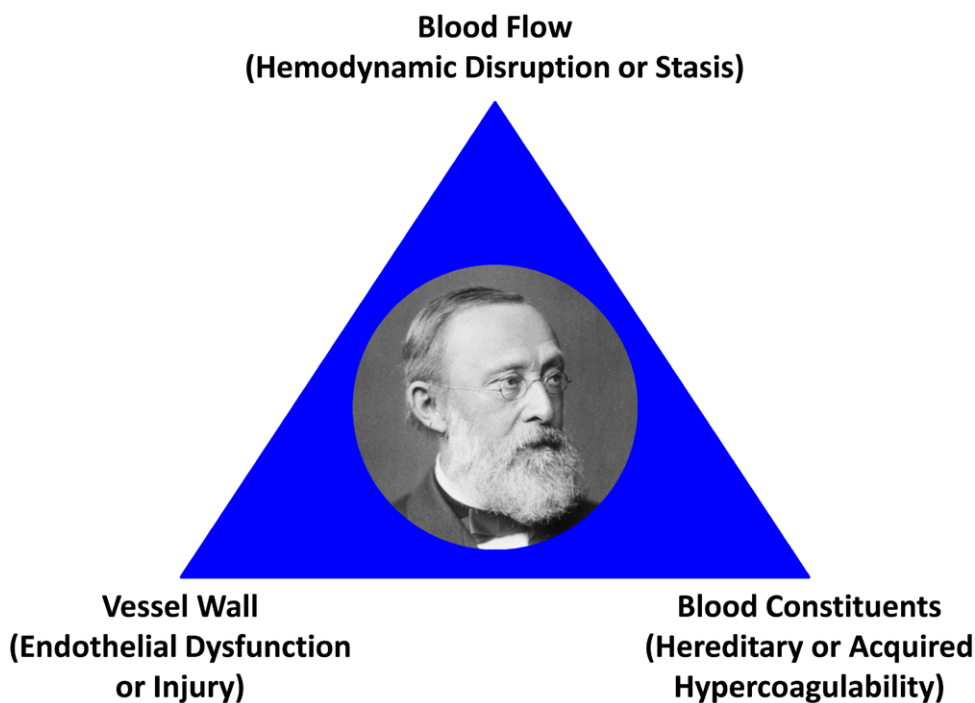 Blood Flow
(Hemodynamic Disruption or Stasis)
Vessel Wall
(Endothelial Dysfunction
or Injury)
Blood Constituents
(Hereditary or Acquired
Hypercoagulability)